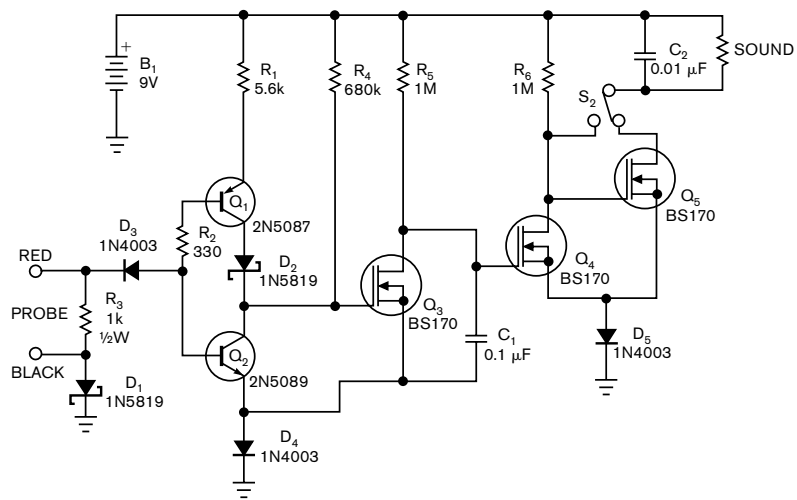 +
B1
9V
R1
5.6k
R4
680k
R5
1M
R6
1M
C2
0.01 µF
SOUND
S2
Q1
2N5087
R2
330
D3
1N4003
RED
PROBE
BLACK
R3
1k
½W
D2
1N5819
Q3
BS170
Q4
BS170
Q5
BS170
Q2
2N5089
C1
0.1 µF
D1
1N5819
D4
1N4003
D5
1N4003